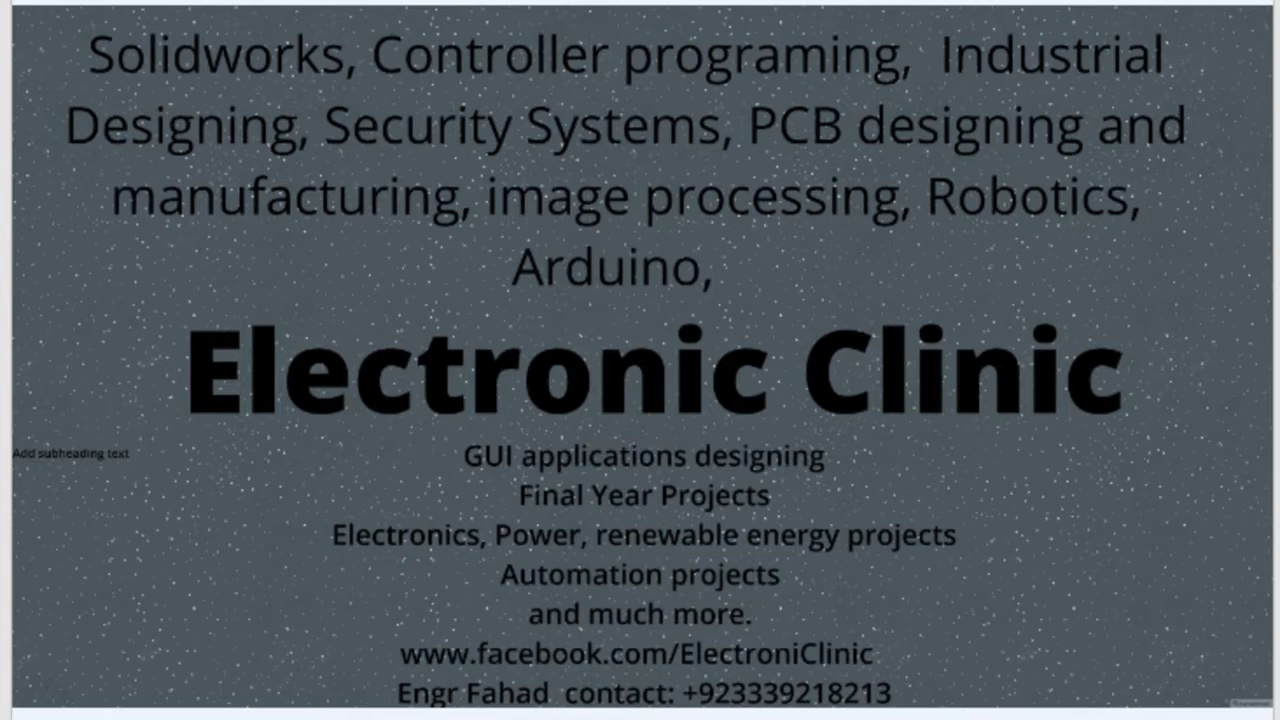 Solidworks, Controller programing, Industrial
Designing, Security Systems, PCB designing and
manufacturing, image processing, Robotics,
Arduino,
Electronic Clinic
Add subheading text
GUI applications designing
Final Year Projects
Electronics, Power, renewable energy projects
Automation projects
and much more.
www.facebook.com/ElectroniClinic
Engr Fahad contact: +923339218213